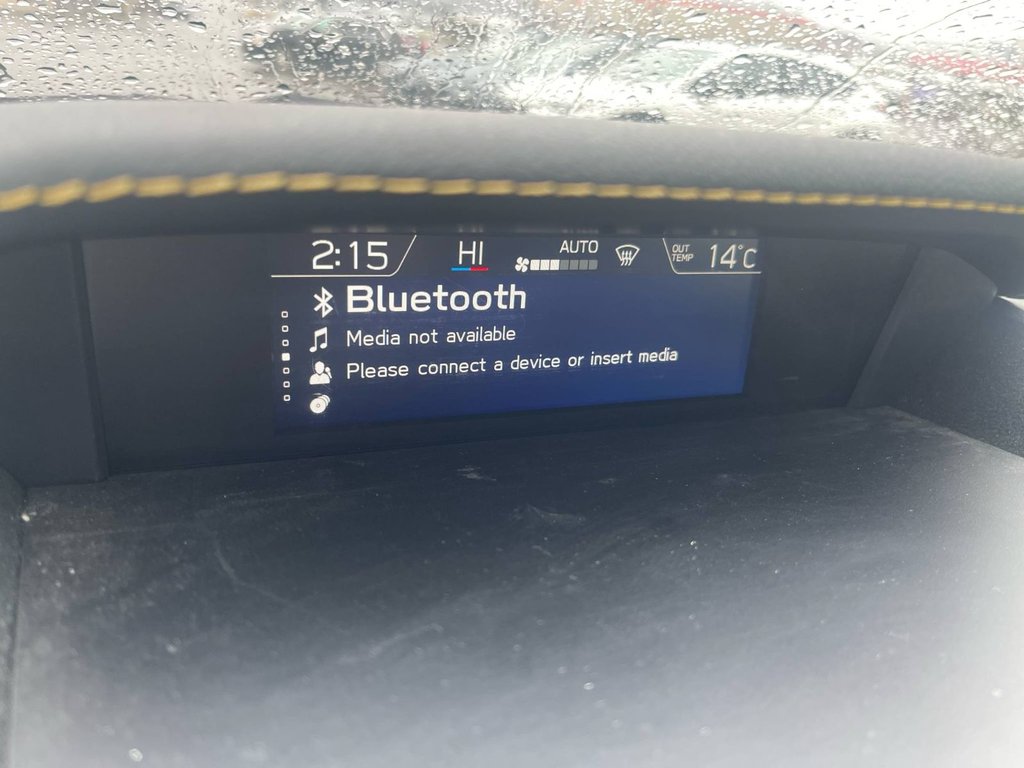 2:15 HI AUTO OUT TEMP 14°C
Bluetooth
Media not available
Please connect a device or insert media